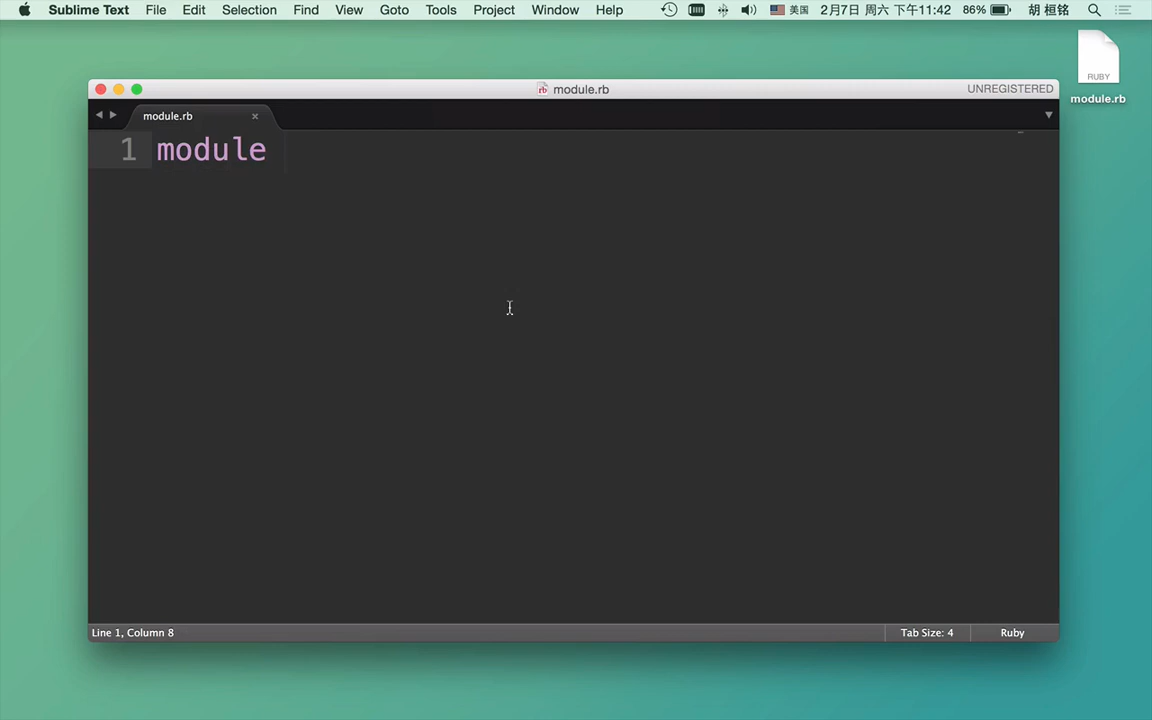 Sublime Text File Edit Selection Find View Goto Tools Project Window Help 美国 2月7日 周六 下午11:42 86% 胡 桓铭
RUBY
module.rb
rb module.rb UNREGISTERED
module.rb
1 module
Line 1, Column 8 Tab Size: 4 Ruby